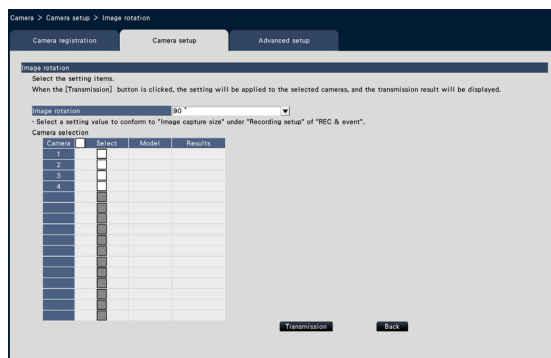 Camera > Camera setup > Image rotation
Camera registration
Camera setup
Advanced setup
Image rotation
Select the setting items.
When the [Transmission] button is clicked, the setting will be applied to the selected cameras, and the transmission result will be displayed.
Image rotation 90 °
· Select a setting value to conform to "Image capture size" under "Recording setup" of "REC & event".
Camera selection
Camera Select Model Results
1
2
3
4
Transmission Back